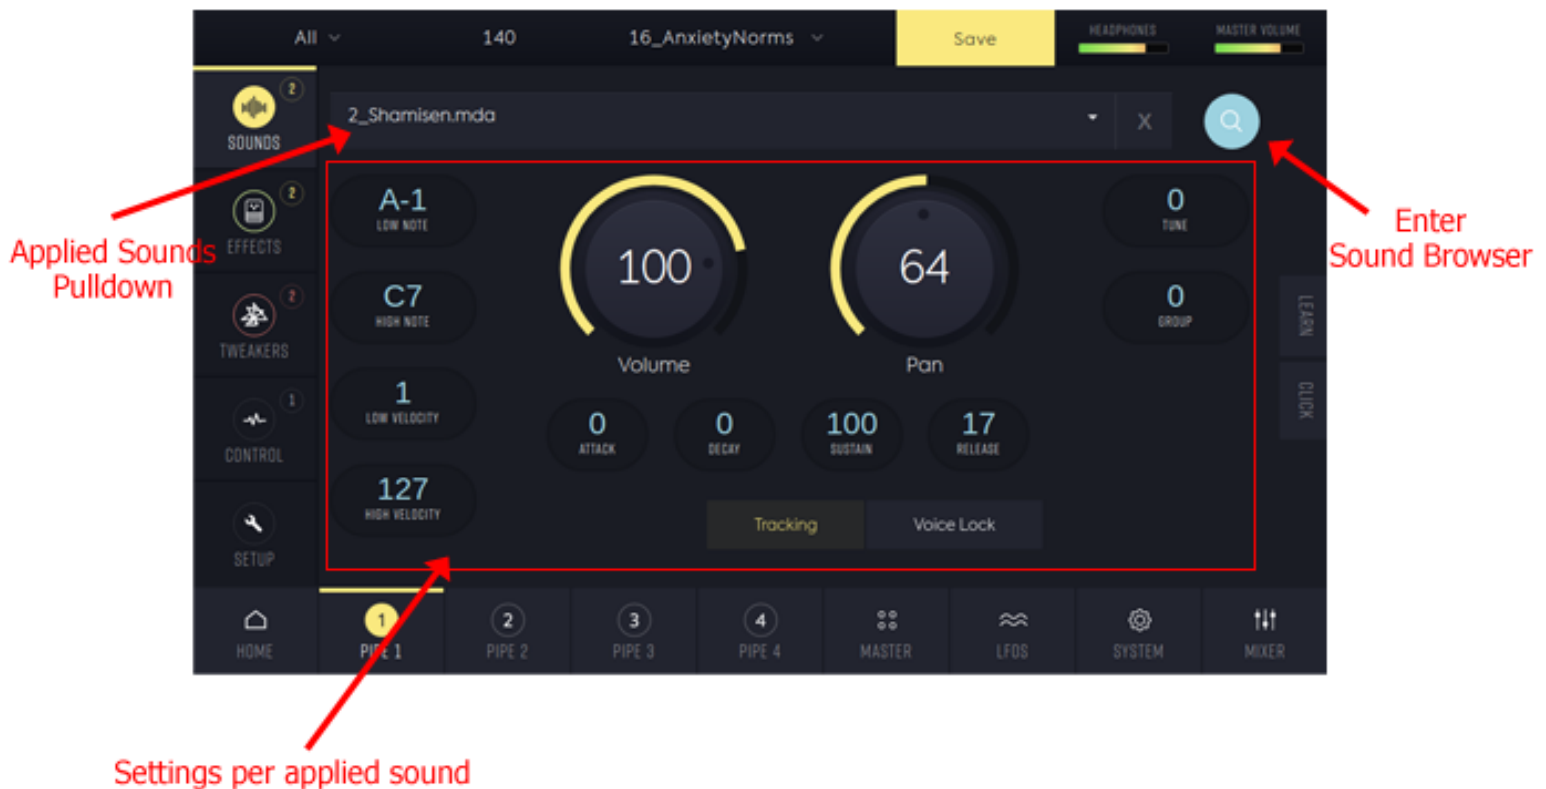 All
140
16_AnxietyNorms
Save
HEADPHONES
MASTER VOLUME
2
SOUNDS
2_Shamisen.mda
X
2
EFFECTS
2
TWEAKERS
1
CONTROL
SETUP
A-1
LOW NOTE
C7
HIGH NOTE
1
LOW VELOCITY
127
HIGH VELOCITY
100
Volume
64
Pan
0
TUNE
0
GROUP
0
ATTACK
0
DECAY
100
SUSTAIN
17
RELEASE
Tracking
Voice Lock
LEARN
CLICK
HOME
1
PIPE 1
2
PIPE 2
3
PIPE 3
4
PIPE 4
MASTER
LFOS
SYSTEM
MIXER
Applied Sounds
Pulldown
Enter
Sound Browser
Settings per applied sound